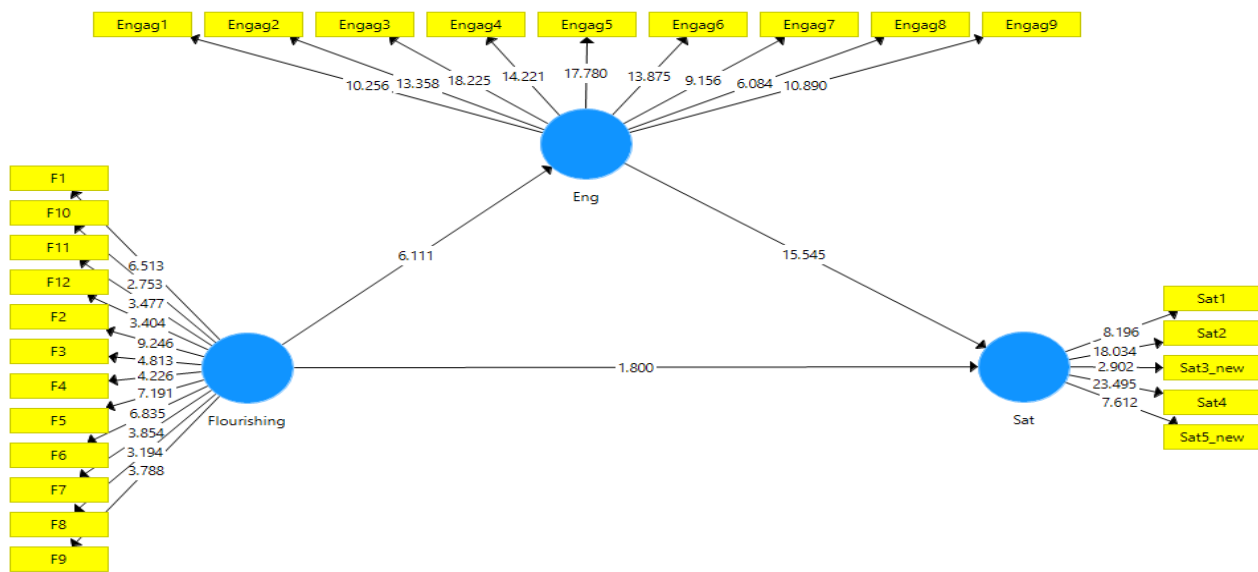 Engag1 Engag2 Engag3 Engag4 Engag5 Engag6 Engag7 Engag8 Engag9
10.256 13.358 18.225 14.221 17.780 13.875 9.156 6.084 10.890
Eng
F1
F10
F11
F12
F2
F3
F4
F5
F6
F7
F8
F9
6.513
2.753
3.477
3.404
9.246
4.813
4.226
7.191
6.835
3.854
3.194
3.788
Flourishing
6.111
15.545
1.800
Sat
8.196
18.034
2.902
23.495
7.612
Sat1
Sat2
Sat3_new
Sat4
Sat5_new